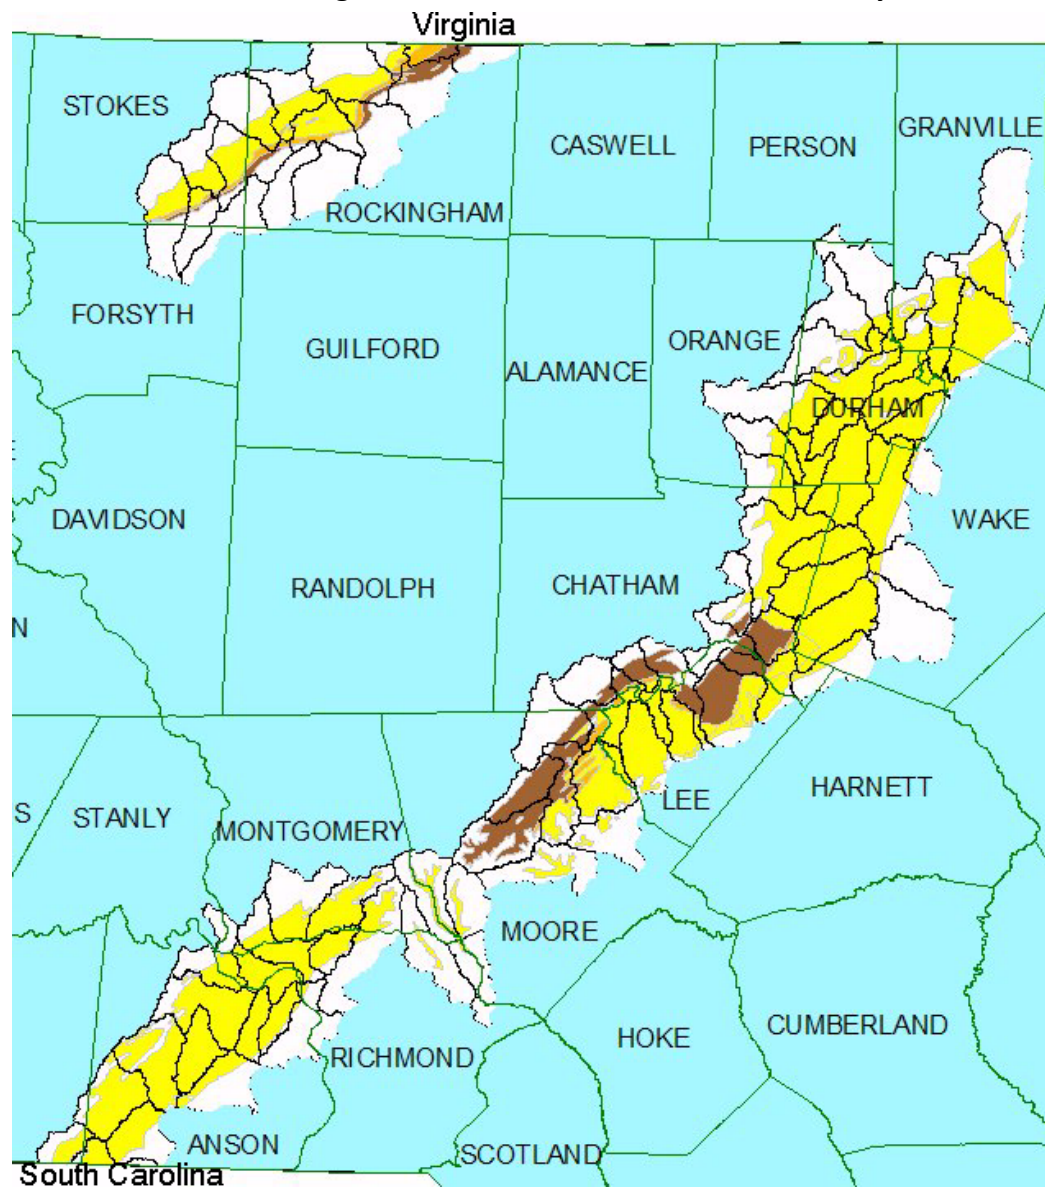 Virginia
STOKES
GRANVILLE
CASWELL
PERSON
ROCKINGHAM
FORSYTH
GUILFORD
ORANGE
ALAMANCE
DURHAM
E
DAVIDSON
WAKE
RANDOLPH
CHATHAM
N
HARNETT
LEE
S
STANLY
MONTGOMERY
MOORE
CUMBERLAND
HOKE
RICHMOND
ANSON
SCOTLAND
South Carolina